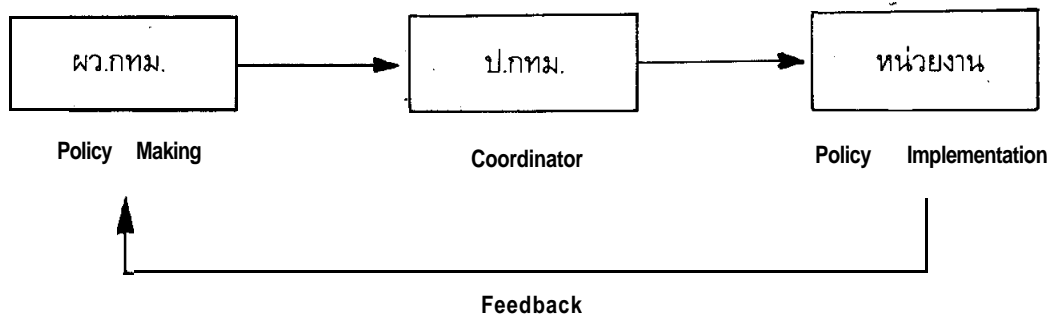 ผว.กทม.
ป.กทม.
หน่วยงาน
Policy Making
Coordinator
Policy Implementation
Feedback